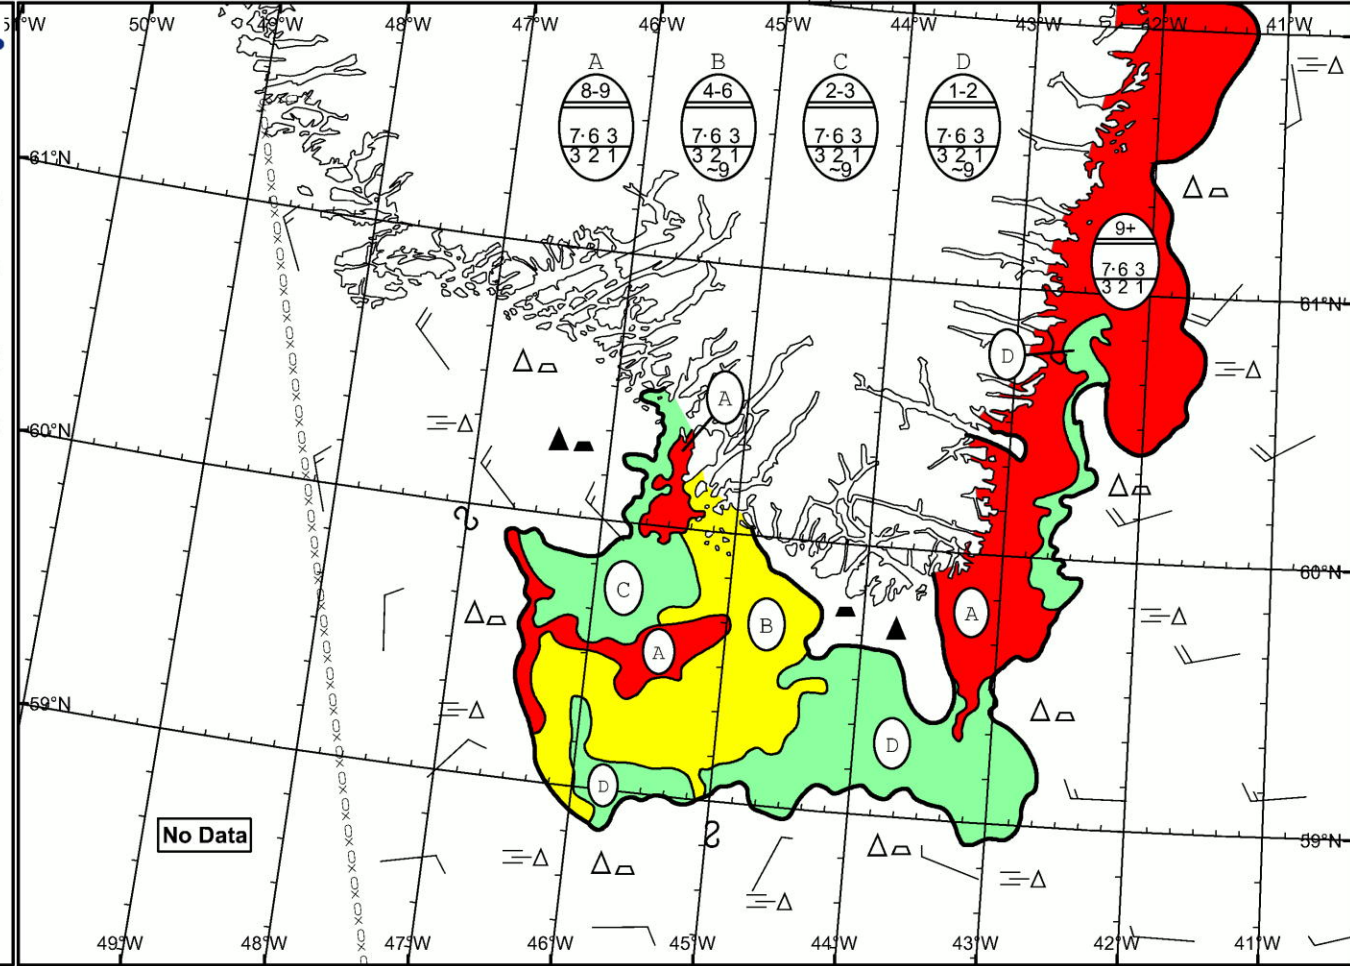 50°W 49°W 48°W 47°W 46°W 45°W 44°W 43°W 42°W 41°W
A B C D
8-9 4-6 2-3 1-2
7·6 3 7·6 3 7·6 3 7·6 3
3 2 1 3 2 1 3 2 1 3 2 1
~9 ~9 ~9
61°N
9+
7·6 3
3 2 1
61°N
D
A
60°N
60°N
C
A
B
A
59°N
D
D
No Data
59°N
49°W 48°W 47°W 46°W 45°W 44°W 43°W 42°W 41°W